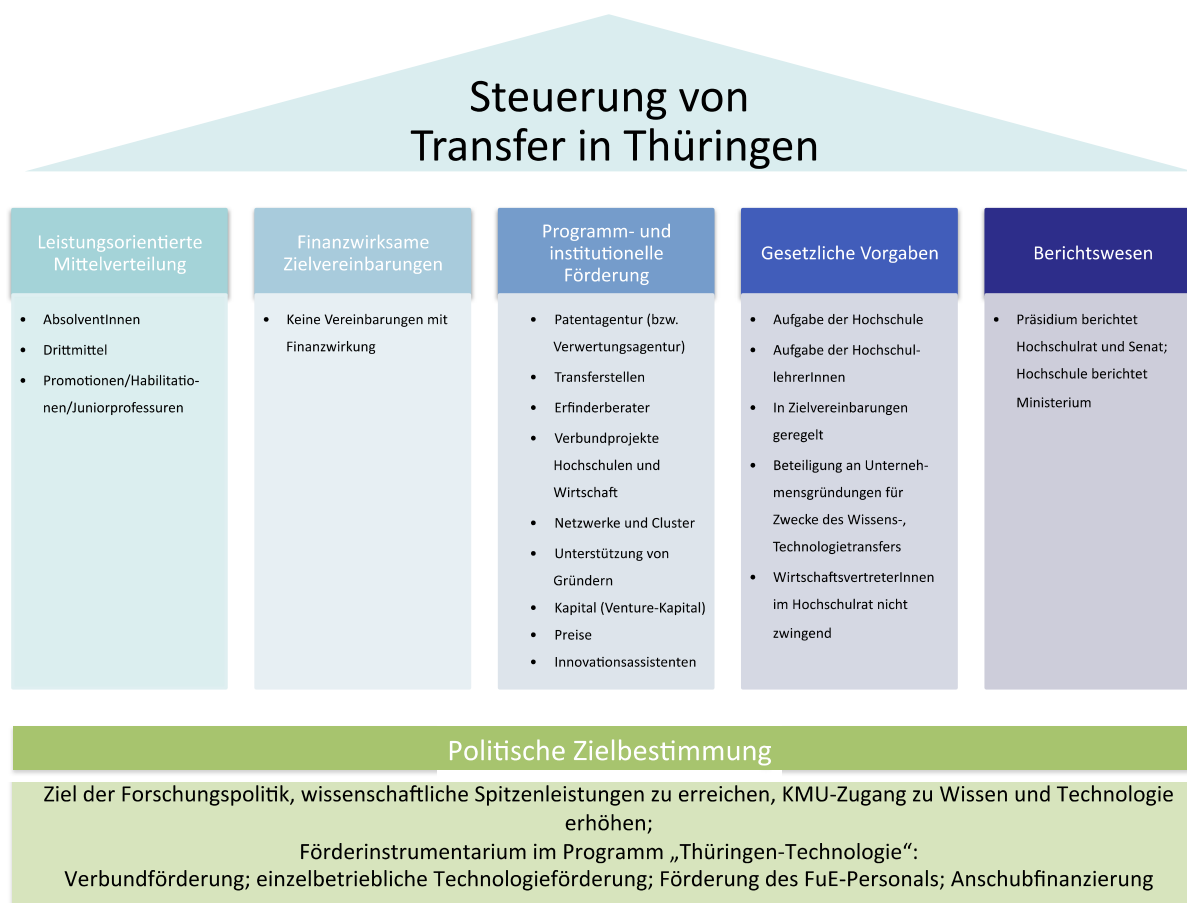 Steuerung von
Transfer in Thüringen
Leistungsorientierte
Mittelverteilung
• AbsolventInnen
• Drittmittel
• Promotionen/Habilitatio-
nen/Juniorprofessuren
Finanzwirksame
Zielvereinbarungen
• Keine Vereinbarungen mit
Finanzwirkung
Programm- und
institutionelle
Förderung
• Patentagentur (bzw.
Verwertungsagentur)
• Transferstellen
• Erfinderberater
• Verbundprojekte
Hochschulen und
Wirtschaft
• Netzwerke und Cluster
• Unterstützung von
Gründern
• Kapital (Venture-Kapital)
• Preise
• Innovationsassistenten
Gesetzliche Vorgaben
• Aufgabe der Hochschule
• Aufgabe der Hochschul-
lehrerInnen
• In Zielvereinbarungen
geregelt
• Beteiligung an Unterneh-
mensgründungen für
Zwecke des Wissens-,
Technologietransfers
• WirtschaftsvertreterInnen
im Hochschulrat nicht
zwingend
Berichtswesen
• Präsidium berichtet
Hochschulrat und Senat;
Hochschule berichtet
Ministerium
Politische Zielbestimmung
Ziel der Forschungspolitik, wissenschaftliche Spitzenleistungen zu erreichen, KMU-Zugang zu Wissen und Technologie
erhöhen;
Förderinstrumentarium im Programm „Thüringen-Technologie“:
Verbundförderung; einzelbetriebliche Technologieförderung; Förderung des FuE-Personals; Anschubfinanzierung